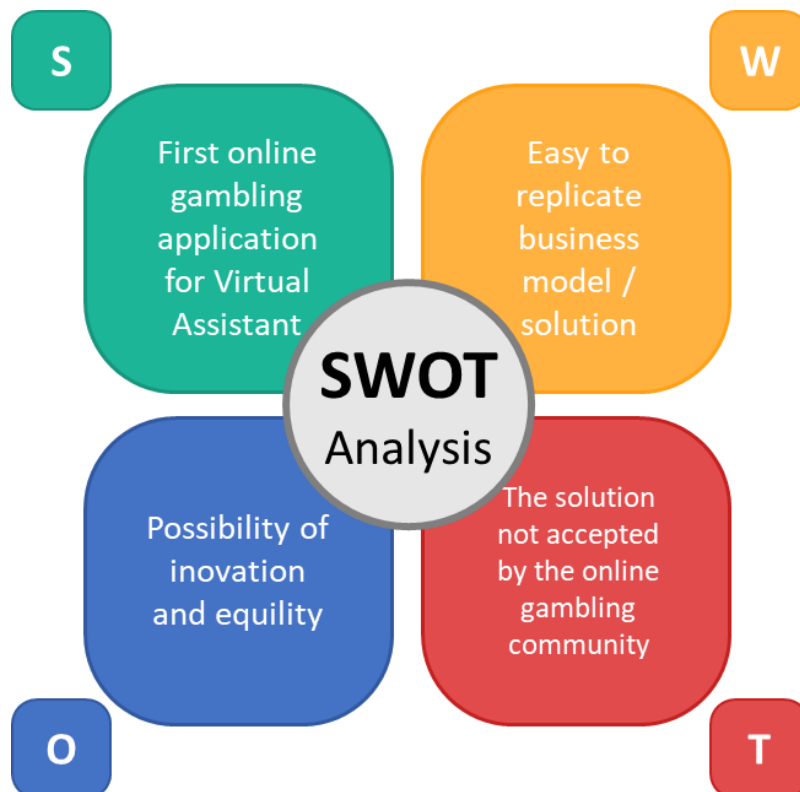 S
W
First online
gambling
application
for Virtual
Assistant
Easy to
replicate
business
model /
solution
SWOT
Analysis
Possibility of
inovation
and equility
The solution
not accepted
by the online
gambling
community
O
T